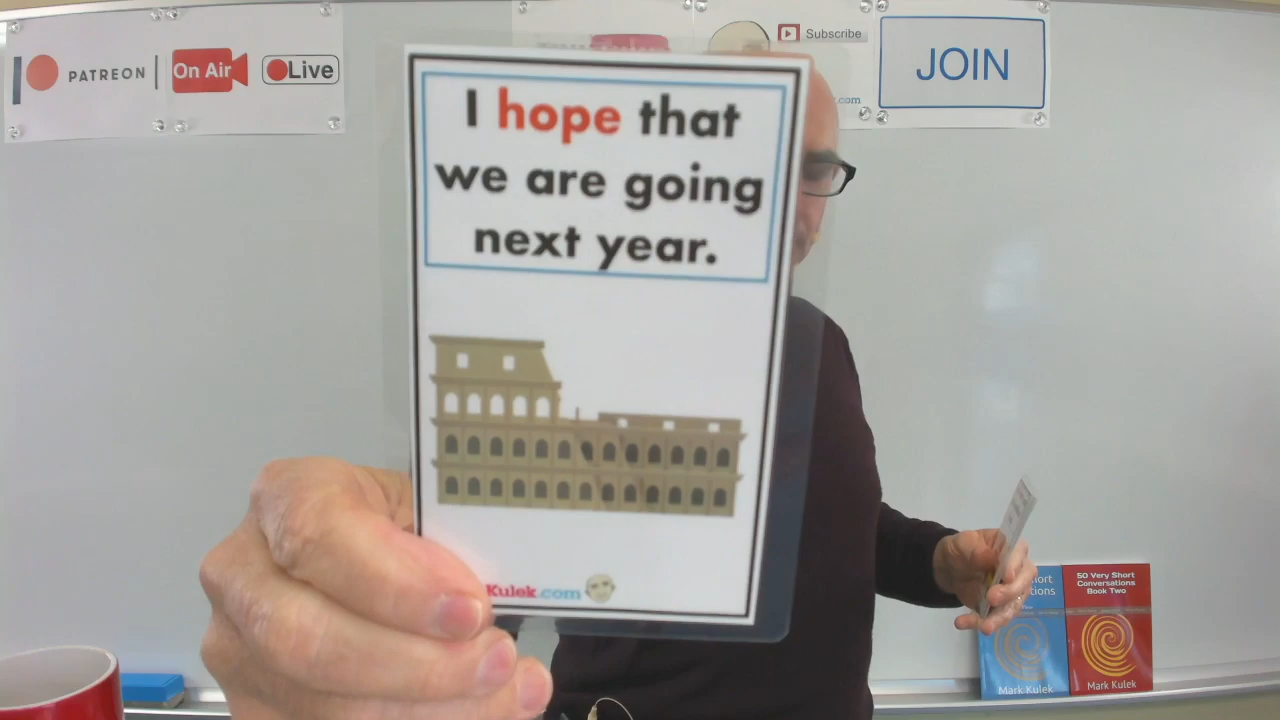 PATREON
On Air
Live
Subscribe
JOIN
.com
I hope that
we are going
next year.
Kulek.com
50 Very Short
Conversations
Book Two
Mark Kulek
Mark Kulek